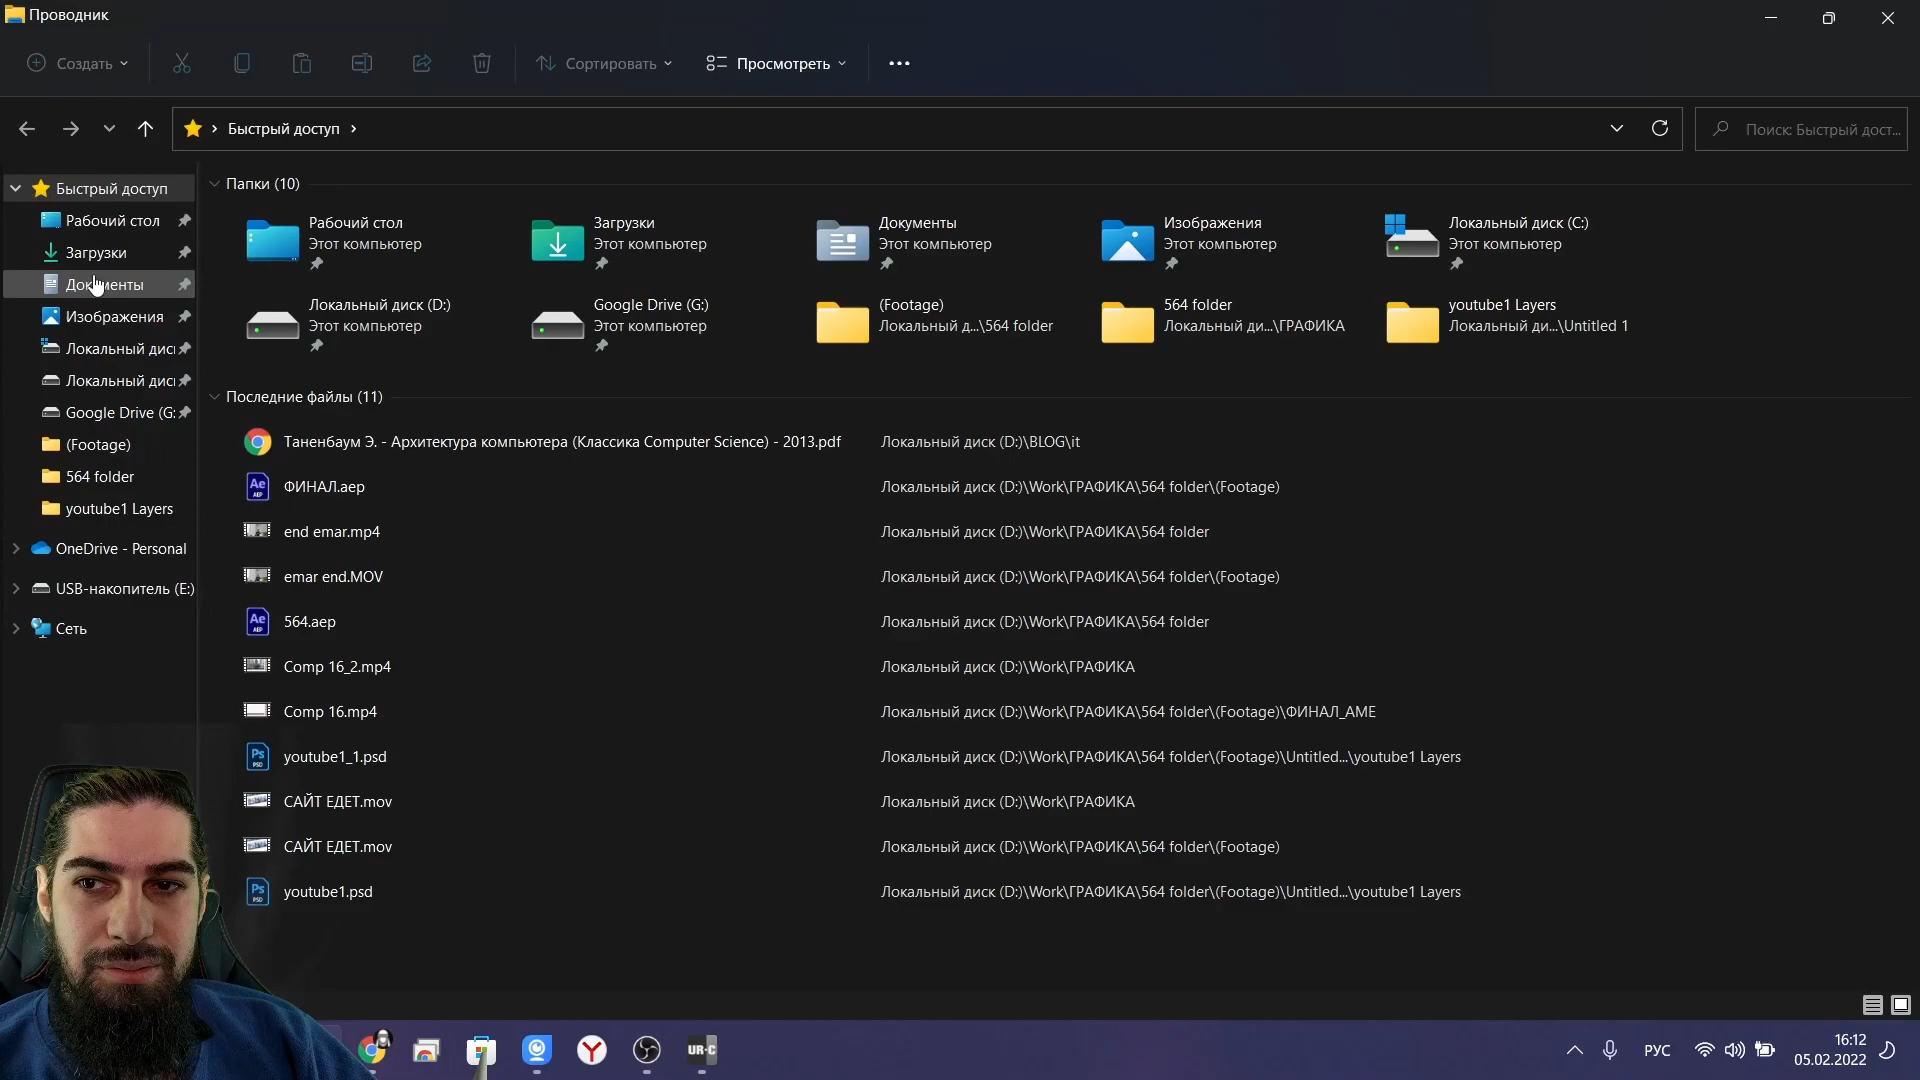 Проводник
Создать
Сортировать
Просмотреть
Быстрый доступ
Поиск: Быстрый дост...
Быстрый доступ
Рабочий стол
Загрузки
Документы
Изображения
Локальный дис
Локальный дис
Google Drive (G:
(Footage)
564 folder
youtube1 Layers
OneDrive - Personal
USB-накопитель (E:)
Сеть
Папки (10)
Рабочий стол
Этот компьютер
Загрузки
Этот компьютер
Документы
Этот компьютер
Изображения
Этот компьютер
Локальный диск (C:)
Этот компьютер
Локальный диск (D:)
Этот компьютер
Google Drive (G:)
Этот компьютер
(Footage)
Локальный д...\564 folder
564 folder
Локальный ди...\ГРАФИКА
youtube1 Layers
Локальный ди...\Untitled 1
Последние файлы (11)
Таненбаум Э. - Архитектура компьютера (Классика Computer Science) - 2013.pdf Локальный диск (D:)\BLOG\it
ФИНАЛ.aep Локальный диск (D:)\Work\ГРАФИКА\564 folder\(Footage)
end emar.mp4 Локальный диск (D:)\Work\ГРАФИКА\564 folder
emar end.MOV Локальный диск (D:)\Work\ГРАФИКА\564 folder\(Footage)
564.aep Локальный диск (D:)\Work\ГРАФИКА\564 folder
Comp 16_2.mp4 Локальный диск (D:)\Work\ГРАФИКА
Comp 16.mp4 Локальный диск (D:)\Work\ГРАФИКА\564 folder\(Footage)\ФИНАЛ_AME
youtube1_1.psd Локальный диск (D:)\Work\ГРАФИКА\564 folder\(Footage)\Untitled...\youtube1 Layers
САЙТ ЕДЕТ.mov Локальный диск (D:)\Work\ГРАФИКА
САЙТ ЕДЕТ.mov Локальный диск (D:)\Work\ГРАФИКА\564 folder\(Footage)
youtube1.psd Локальный диск (D:)\Work\ГРАФИКА\564 folder\(Footage)\Untitled...\youtube1 Layers
UR-C
РУС
16:12
05.02.2022